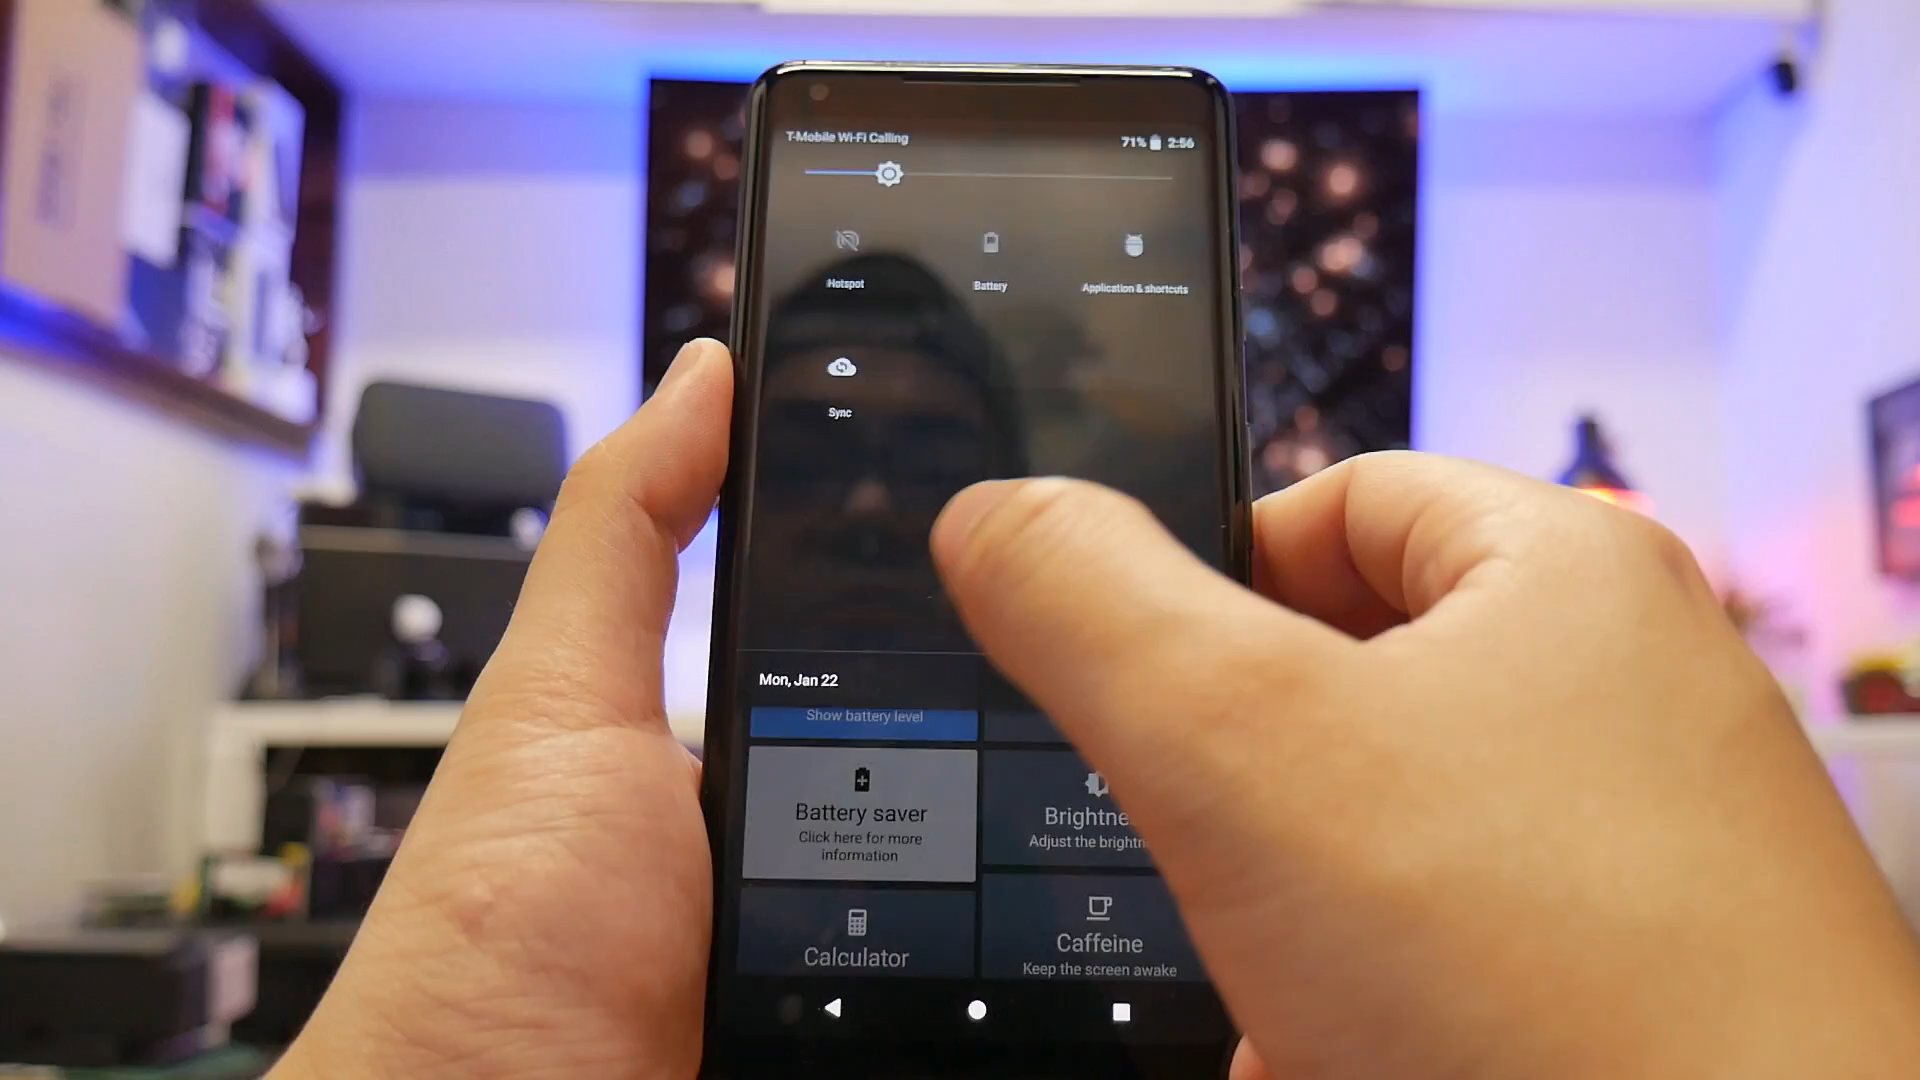 T-Mobile Wi-Fi Calling
71% 2:56
Hotspot
Battery
Application & shortcuts
Sync
Mon, Jan 22
Show battery level
Battery saver
Click here for more
information
Brightne
Adjust the brightn
Calculator
Caffeine
Keep the screen awake